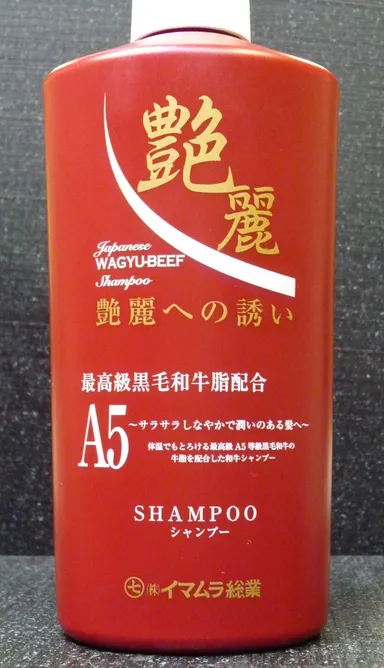 艶
麗
Japanese
WAGYU-BEEF
Shampoo
艶麗への誘い
最高級黒毛和牛脂配合
A5
～サラサラしなやかで潤いのある髪へ～
体温でもとろける最高級A5等級黒毛和牛の
牛脂を配合した和牛シャンプー
SHAMPOO
シャンプー
七 ㈱イマムラ総業